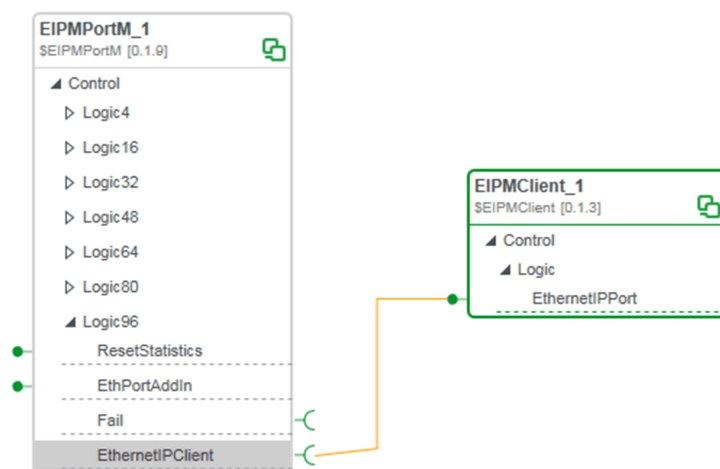 EIPMPortM_1
$EIPMPortM [0.1.9]
Control
Logic4
Logic16
Logic32
Logic48
Logic64
Logic80
Logic96
ResetStatistics
EthPortAddIn
Fail
EthernetIPClient
EIPMClient_1
$EIPMClient [0.1.3]
Control
Logic
EthernetIPPort